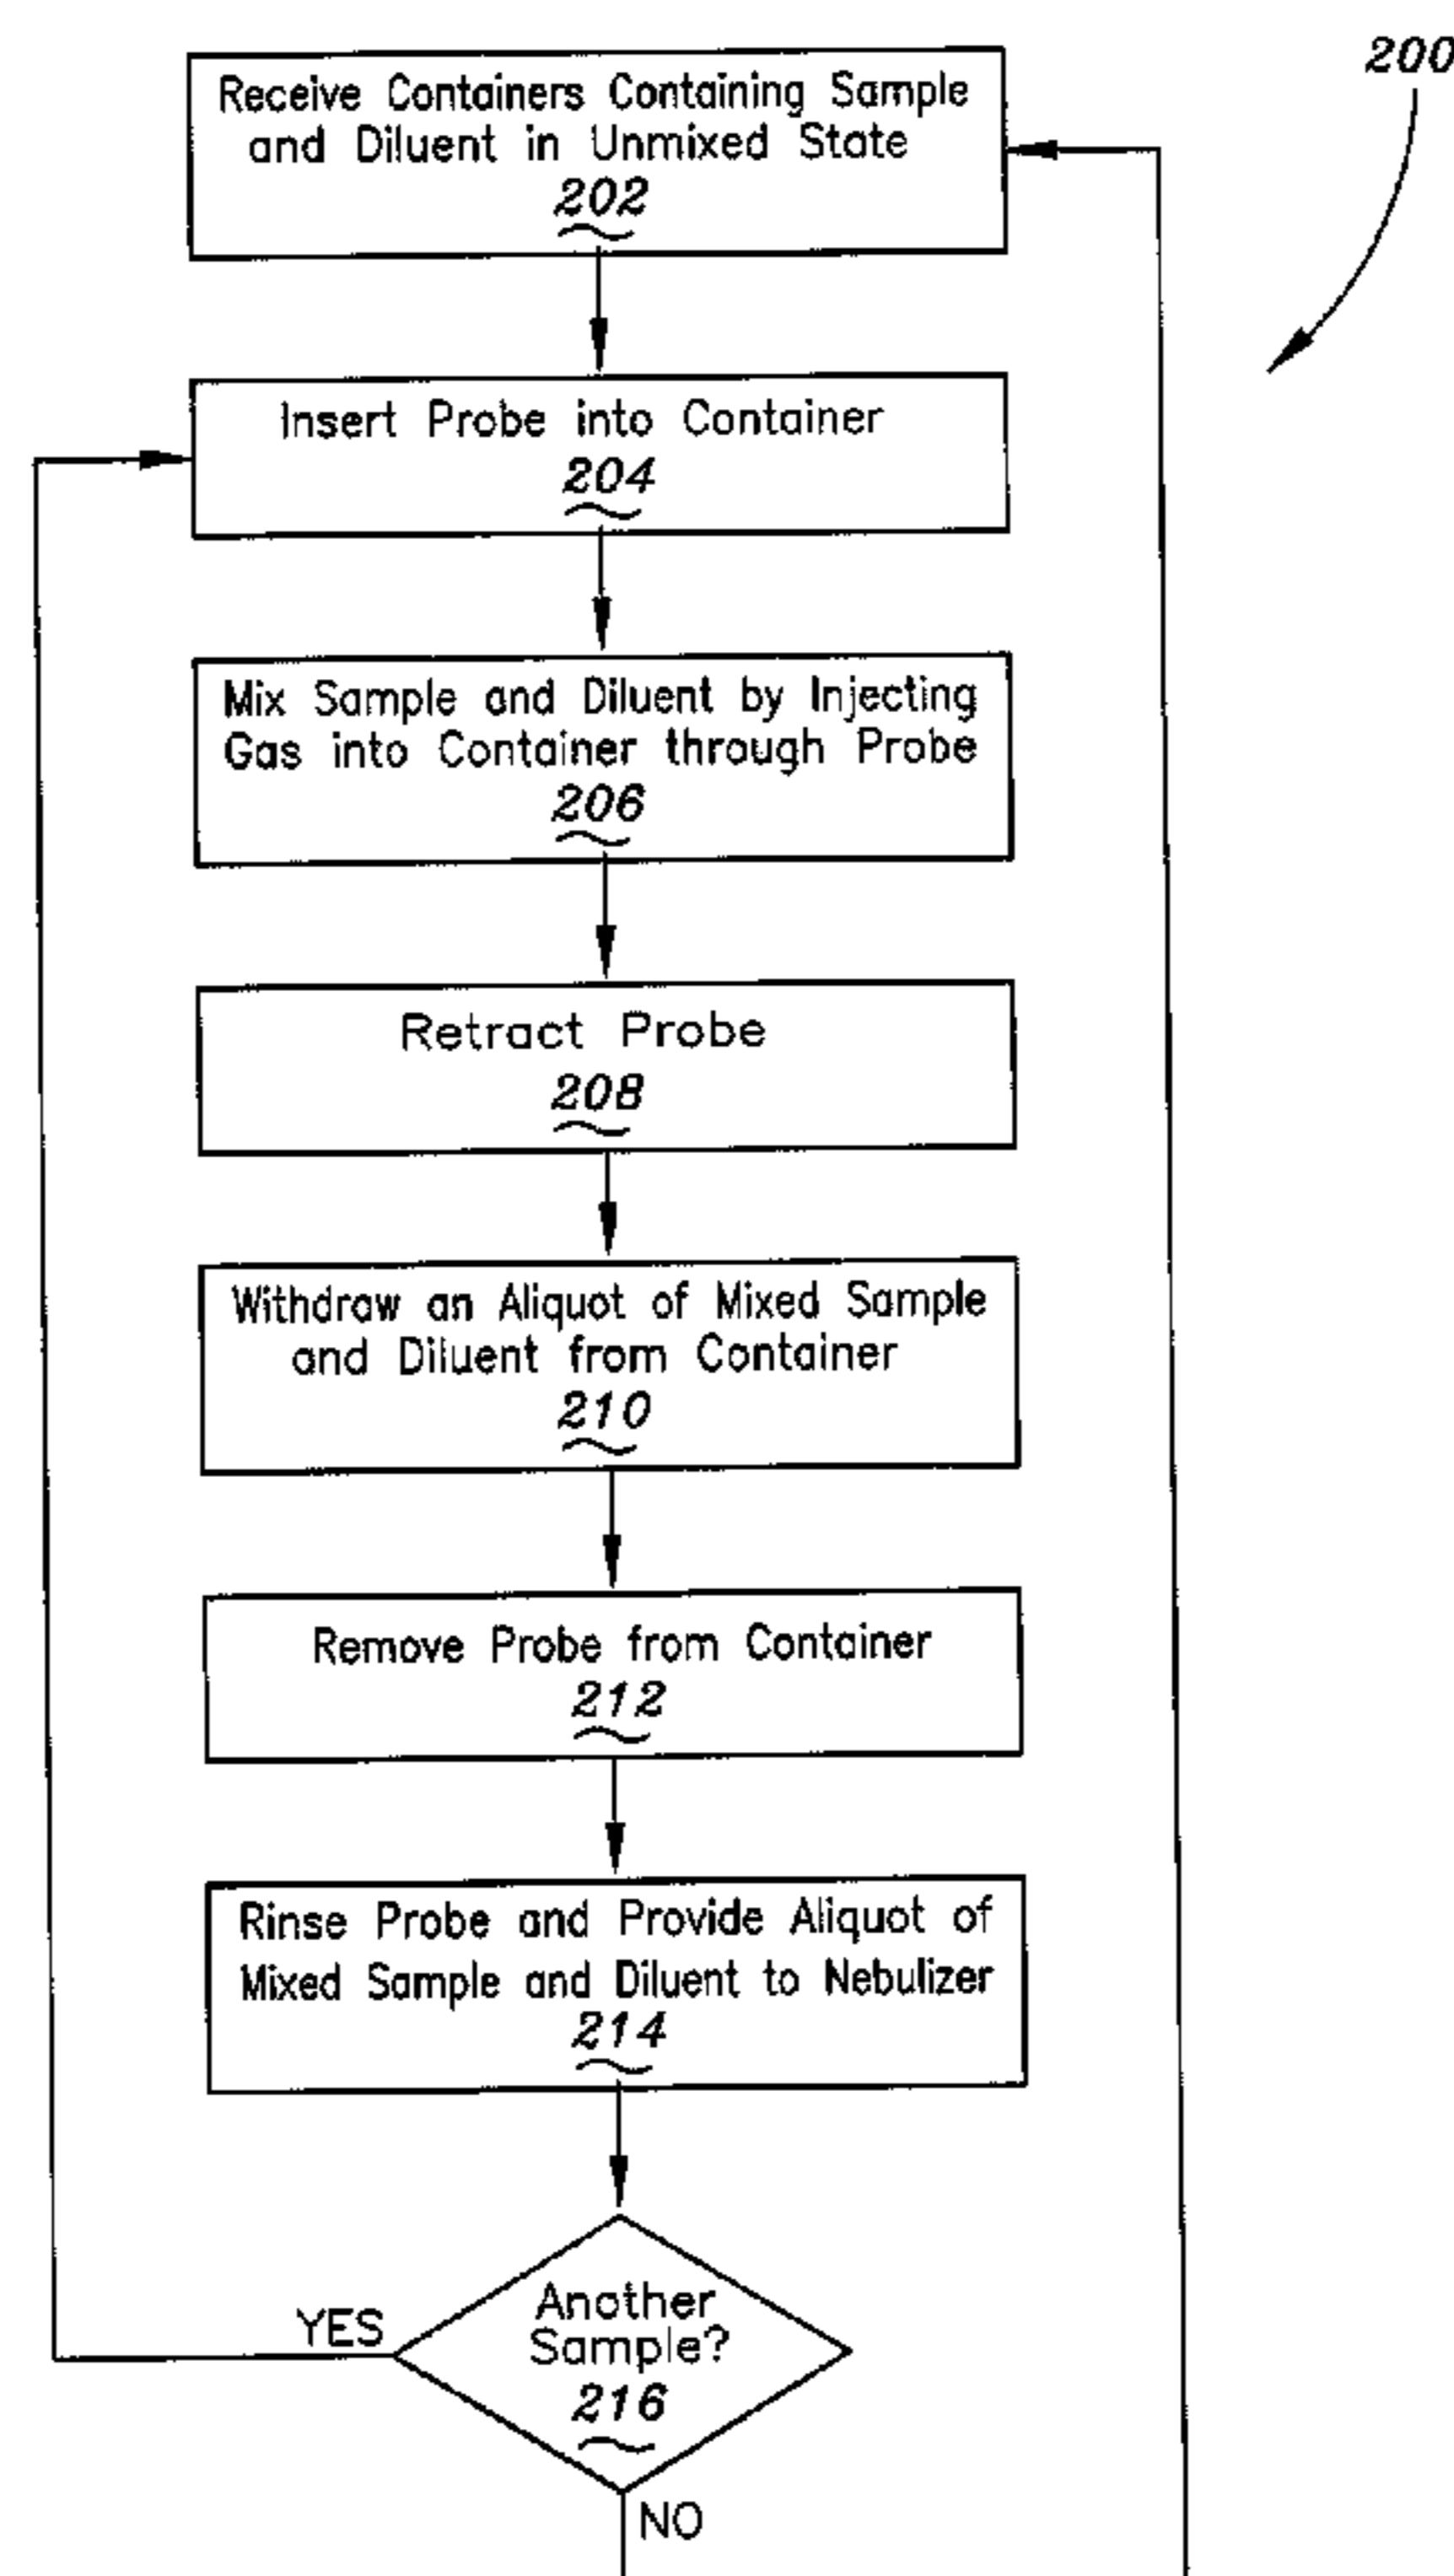 200
Receive Containers Containing Sample
and Diluent in Unmixed State
202
Insert Probe into Container
204
Mix Sample and Diluent by Injecting
Gas into Container through Probe
206
Retract Probe
208
Withdraw an Aliquot of Mixed Sample
and Diluent from Container
210
Remove Probe from Container
212
Rinse Probe and Provide Aliquot of
Mixed Sample and Diluent to Nebulizer
214
Another
Sample?
216
YES
NO